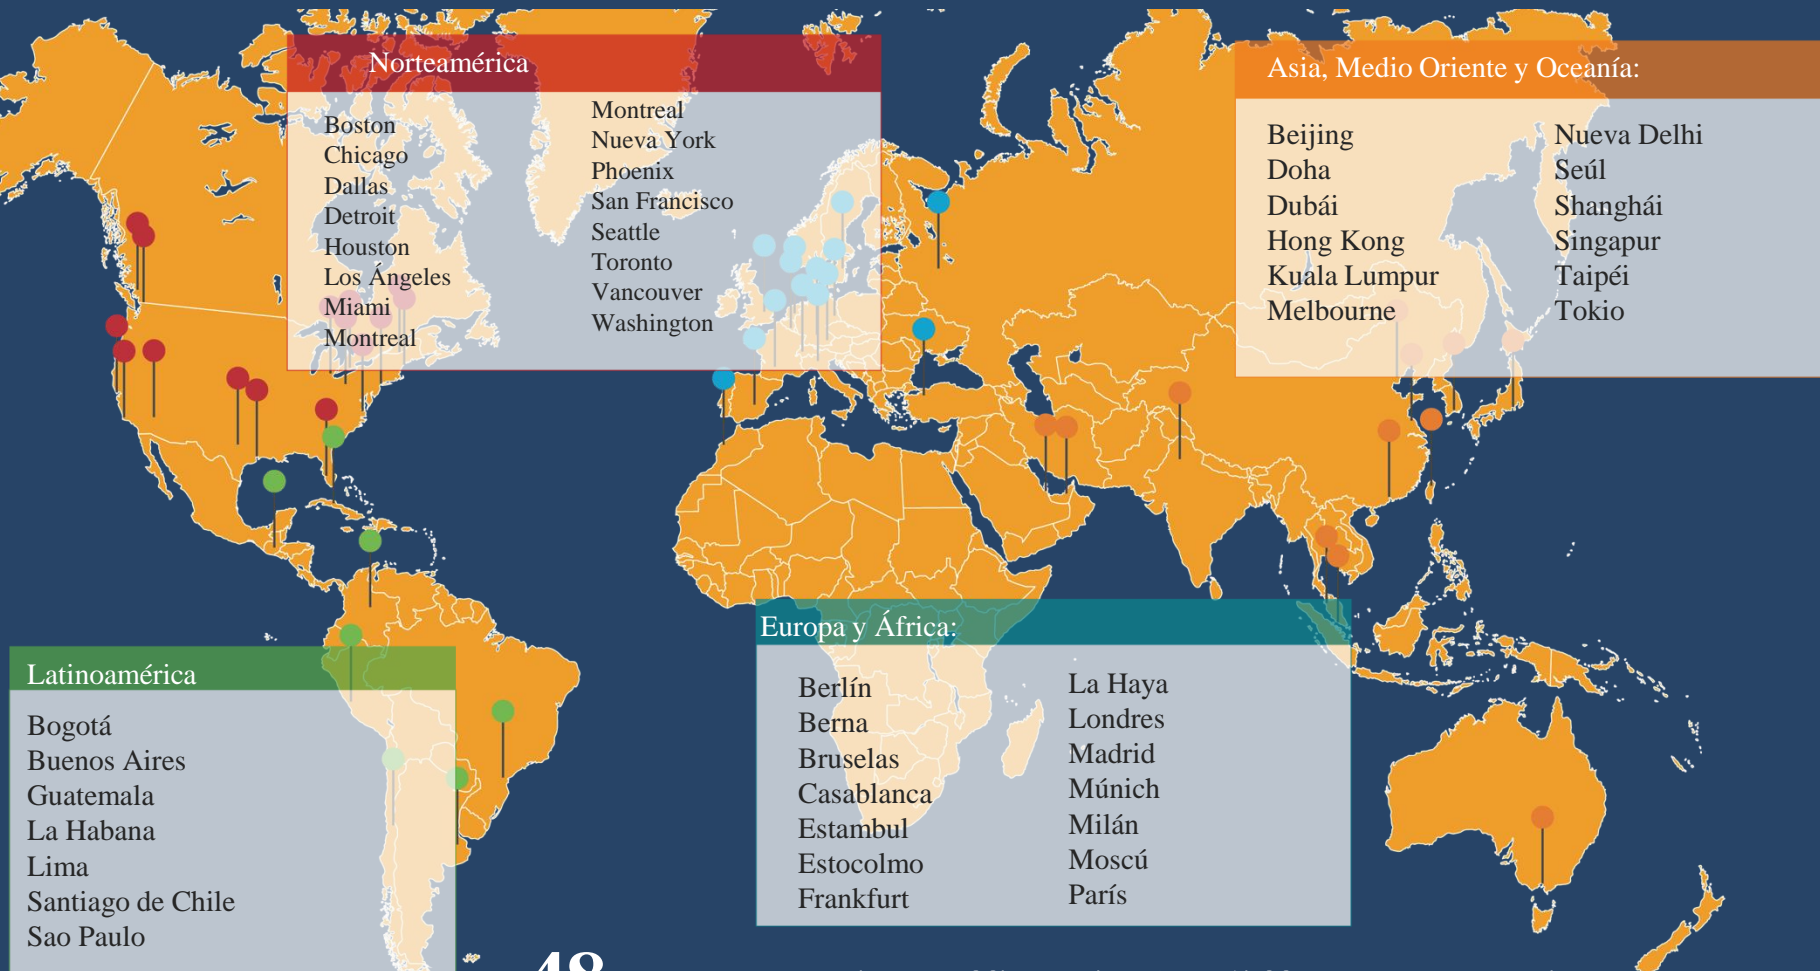 Norteamérica
Boston
Chicago
Dallas
Detroit
Houston
Los Ángeles
Miami
Montreal
Montreal
Nueva York
Phoenix
San Francisco
Seattle
Toronto
Vancouver
Washington
Asia, Medio Oriente y Oceanía:
Beijing
Doha
Dubái
Hong Kong
Kuala Lumpur
Melbourne
Nueva Delhi
Seúl
Shanghái
Singapur
Taipéi
Tokio
Latinoamérica
Bogotá
Buenos Aires
Guatemala
La Habana
Lima
Santiago de Chile
Sao Paulo
Europa y África:
Berlín
Berna
Bruselas
Casablanca
Estambul
Estocolmo
Frankfurt
La Haya
Londres
Madrid
Múnich
Milán
Moscú
París
48